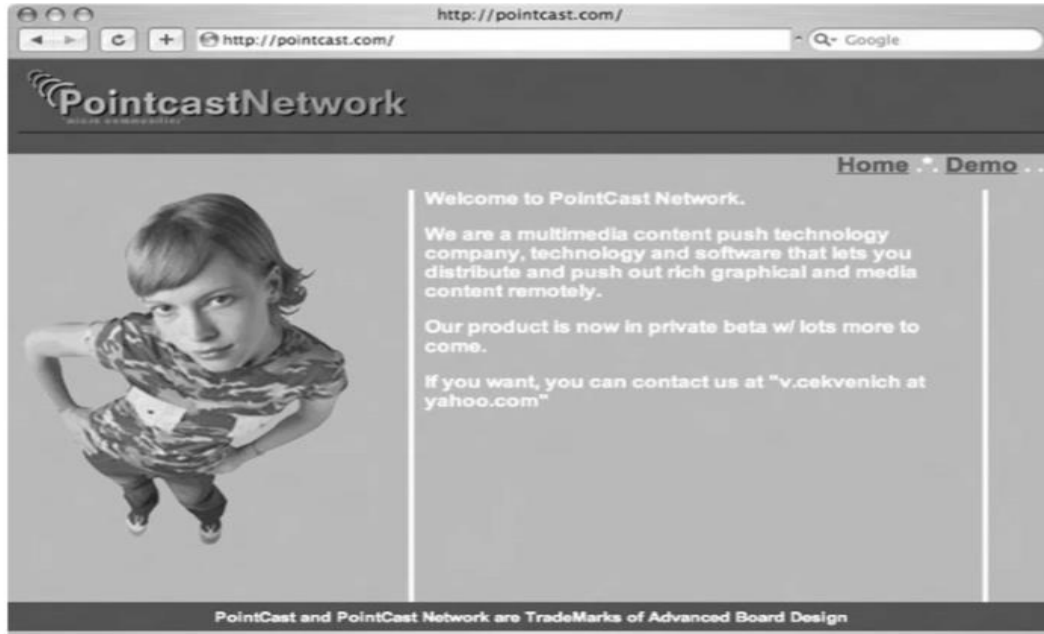 http://pointcast.com/
http://pointcast.com/
Google
PointcastNetwork
micro communities
Home . . Demo . .
Welcome to PointCast Network.
We are a multimedia content push technology
company, technology and software that lets you
distribute and push out rich graphical and media
content remotely.
Our product is now in private beta w/ lots more to
come.
If you want, you can contact us at "v.cekvenich at
yahoo.com"
PointCast and PointCast Network are TradeMarks of Advanced Board Design